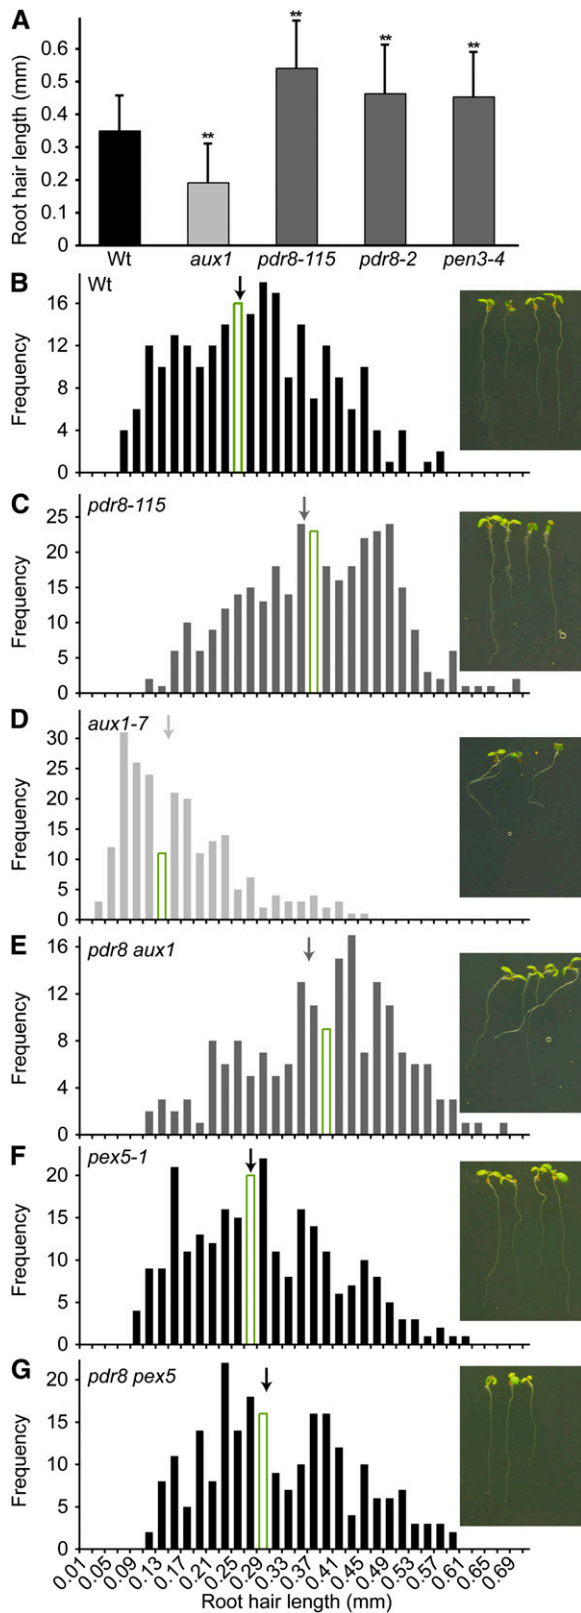 A
Root hair length (mm)
0.6
0.5
0.4
0.3
0.2
0.1
0
**
**
**
**
Wt aux1 pdr8-115 pdr8-2 pen3-4
B
Wt
Frequency
16
12
8
4
0
C
pdr8-115
Frequency
25
20
15
10
5
0
D
aux1-7
Frequency
30
25
20
15
10
5
0
E
pdr8 aux1
Frequency
16
12
8
4
0
F
pex5-1
Frequency
20
15
10
5
0
G
pdr8 pex5
Frequency
20
15
10
5
0
0.01 0.05 0.09 0.13 0.17 0.21 0.25 0.29 0.33 0.37 0.41 0.45 0.49 0.53 0.57 0.61 0.65 0.69
Root hair length (mm)